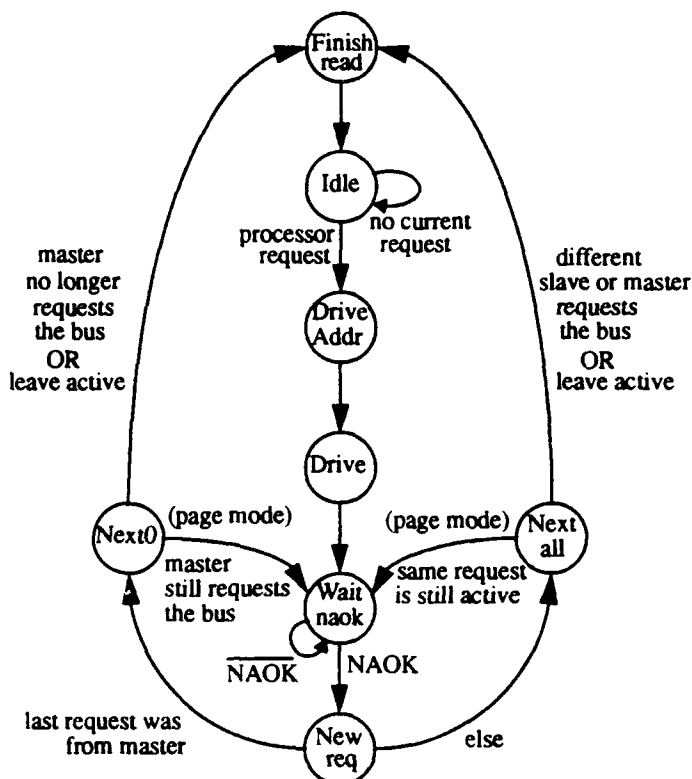 Finish
read
Idle
no current
request
processor
request
master
no longer
requests
the bus
OR
leave active
different
slave or master
requests
the bus
OR
leave active
Drive
Addr
Drive
Next0
(page mode)
master
still requests
the bus
(page mode)
same request
is still active
Next
all
Wait
naok
NAOK
NAOK
last request was
from master
New
req
else